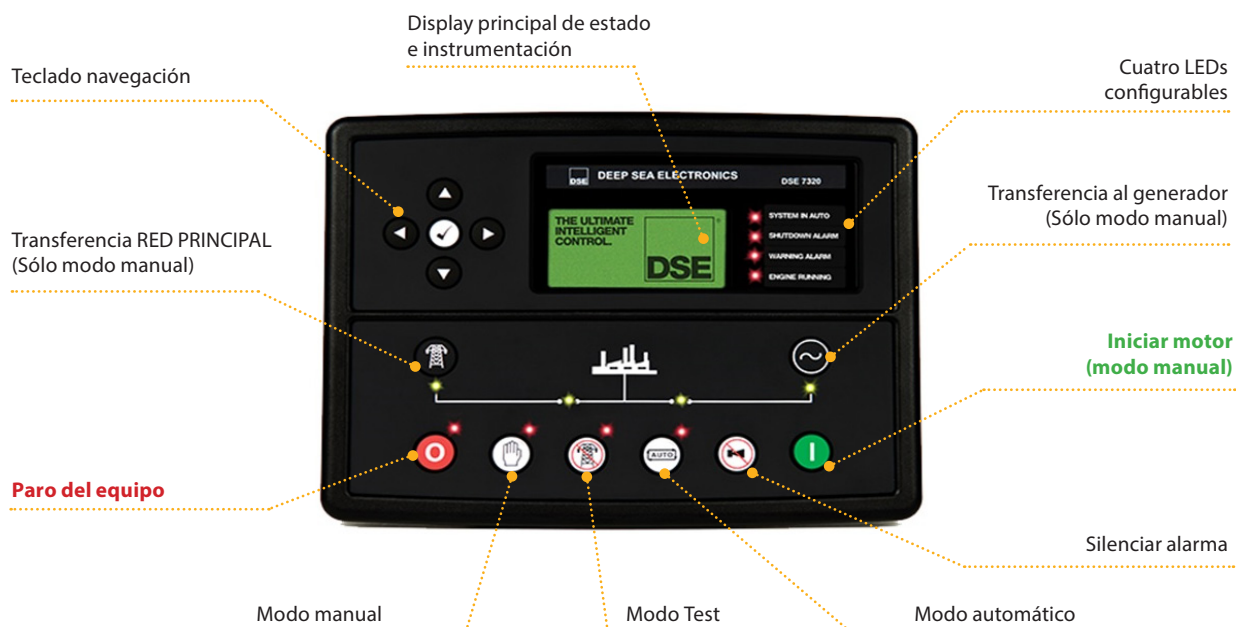 Display principal de estado
e instrumentación
Teclado navegación
Cuatro LEDs
configurables
DSE
DEEP SEA ELECTRONICS
DSE 7320
Transferencia al generador
(Sólo modo manual)
THE ULTIMATE
INTELLIGENT
CONTROL.
DSE
SYSTEM IN AUTO
SHUTDOWN ALARM
WARNING ALARM
ENGINE RUNNING
Transferencia RED PRINCIPAL
(Sólo modo manual)
Iniciar motor
(modo manual)
O
AUTO
I
Paro del equipo
Silenciar alarma
Modo manual
Modo Test
Modo automático